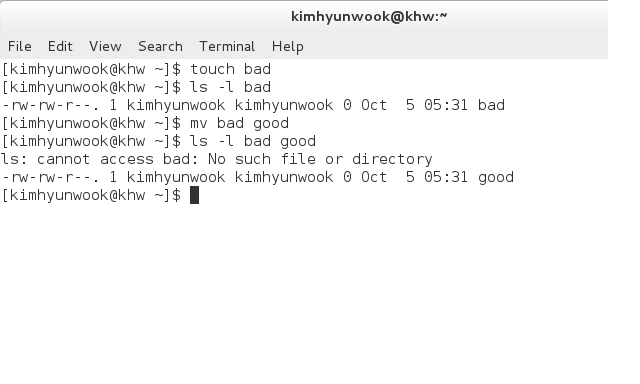 kimhyunwook@khw:~
File Edit View Search Terminal Help
[kimhyunwook@khw ~]$ touch bad
[kimhyunwook@khw ~]$ ls -l bad
-rw-rw-r--. 1 kimhyunwook kimhyunwook 0 Oct  5 05:31 bad
[kimhyunwook@khw ~]$ mv bad good
[kimhyunwook@khw ~]$ ls -l bad good
ls: cannot access bad: No such file or directory
-rw-rw-r--. 1 kimhyunwook kimhyunwook 0 Oct  5 05:31 good
[kimhyunwook@khw ~]$